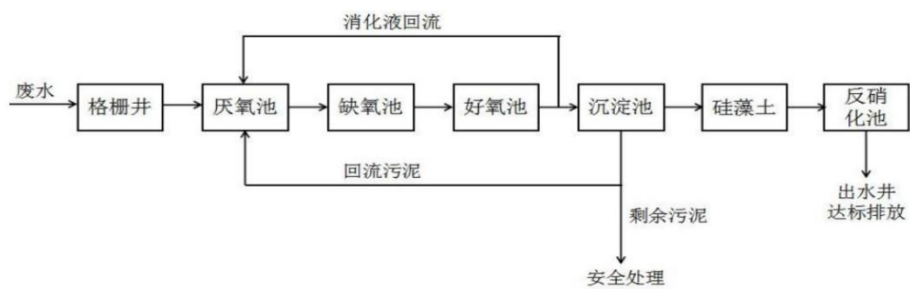 消化液回流
废水
格栅井
厌氧池
缺氧池
好氧池
沉淀池
硅藻土
反硝
化池
回流污泥
剩余污泥
出水井
达标排放
安全处理